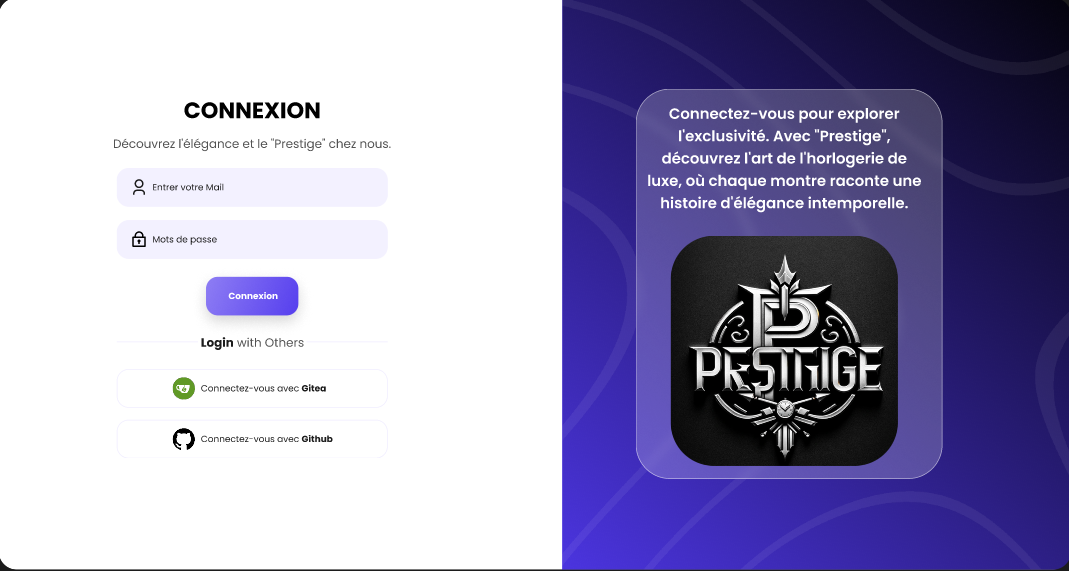 CONNEXION
Découvrez l'élégance et le "Prestige" chez nous.
Entrer votre Mail
Mots de passe
Connexion
Login with Others
Connectez-vous avec Gitea
Connectez-vous avec Github
Connectez-vous pour explorer
l'exclusivité. Avec "Prestige",
découvrez l'art de l'horlogerie de
luxe, où chaque montre raconte une
histoire d'élégance intemporelle.
P
PRESTIGE